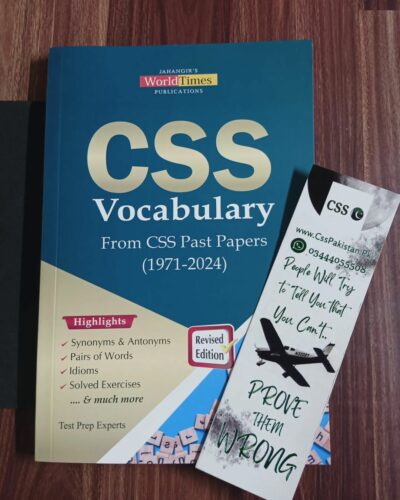 JAHANGIR'S
WorldTimes
PUBLICATIONS
CSS
Vocabulary
From CSS Past Papers
(1971-2024)
Highlights
Synonyms & Antonyms
Pairs of Words
Idioms
Solved Exercises
.... & much more
Revised
Edition
Test Prep Experts
CSS
www.CssPakistan.pk
03444055508
People Will Try
to Tell You that
You Can't.
PROVE
THEM
WRONG